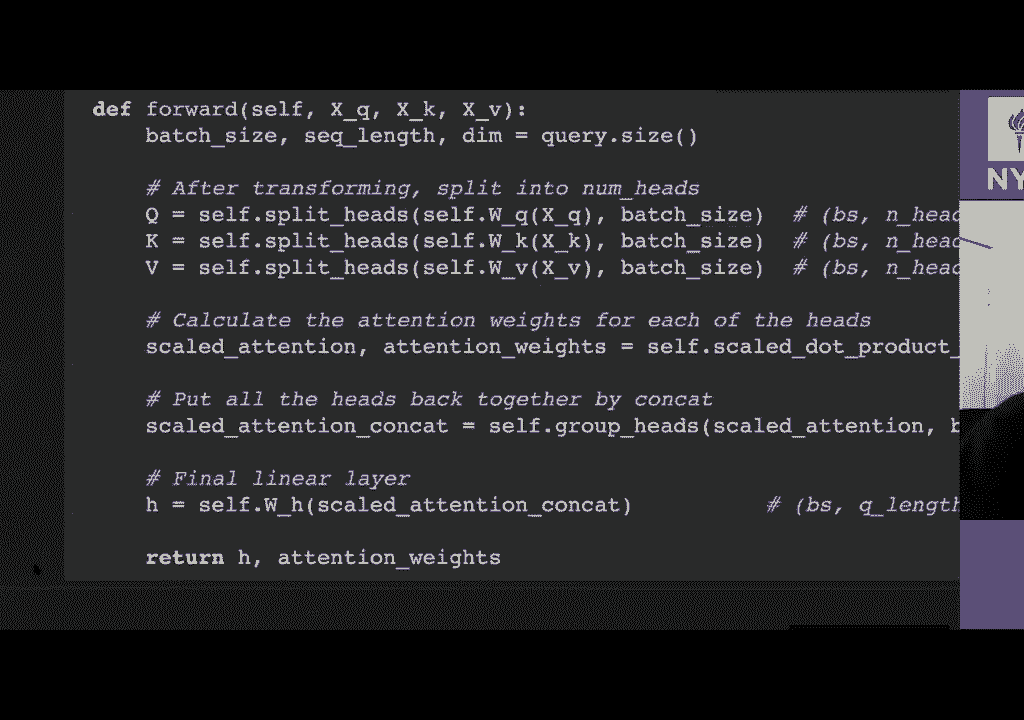 def forward(self, X_q, X_k, X_v):
batch_size, seq_length, dim = query.size()
# After transforming, split into num_heads
Q = self.split_heads(self.W_q(X_q), batch_size) # (bs, n_head
K = self.split_heads(self.W_k(X_k), batch_size) # (bs, n_head
V = self.split_heads(self.W_v(X_v), batch_size) # (bs, n_head
# Calculate the attention weights for each of the heads
scaled_attention, attention_weights = self.scaled_dot_product_
# Put all the heads back together by concat
scaled_attention_concat = self.group_heads(scaled_attention, b
# Final linear layer
h = self.W_h(scaled_attention_concat) # (bs, q_length
return h, attention_weights
NY